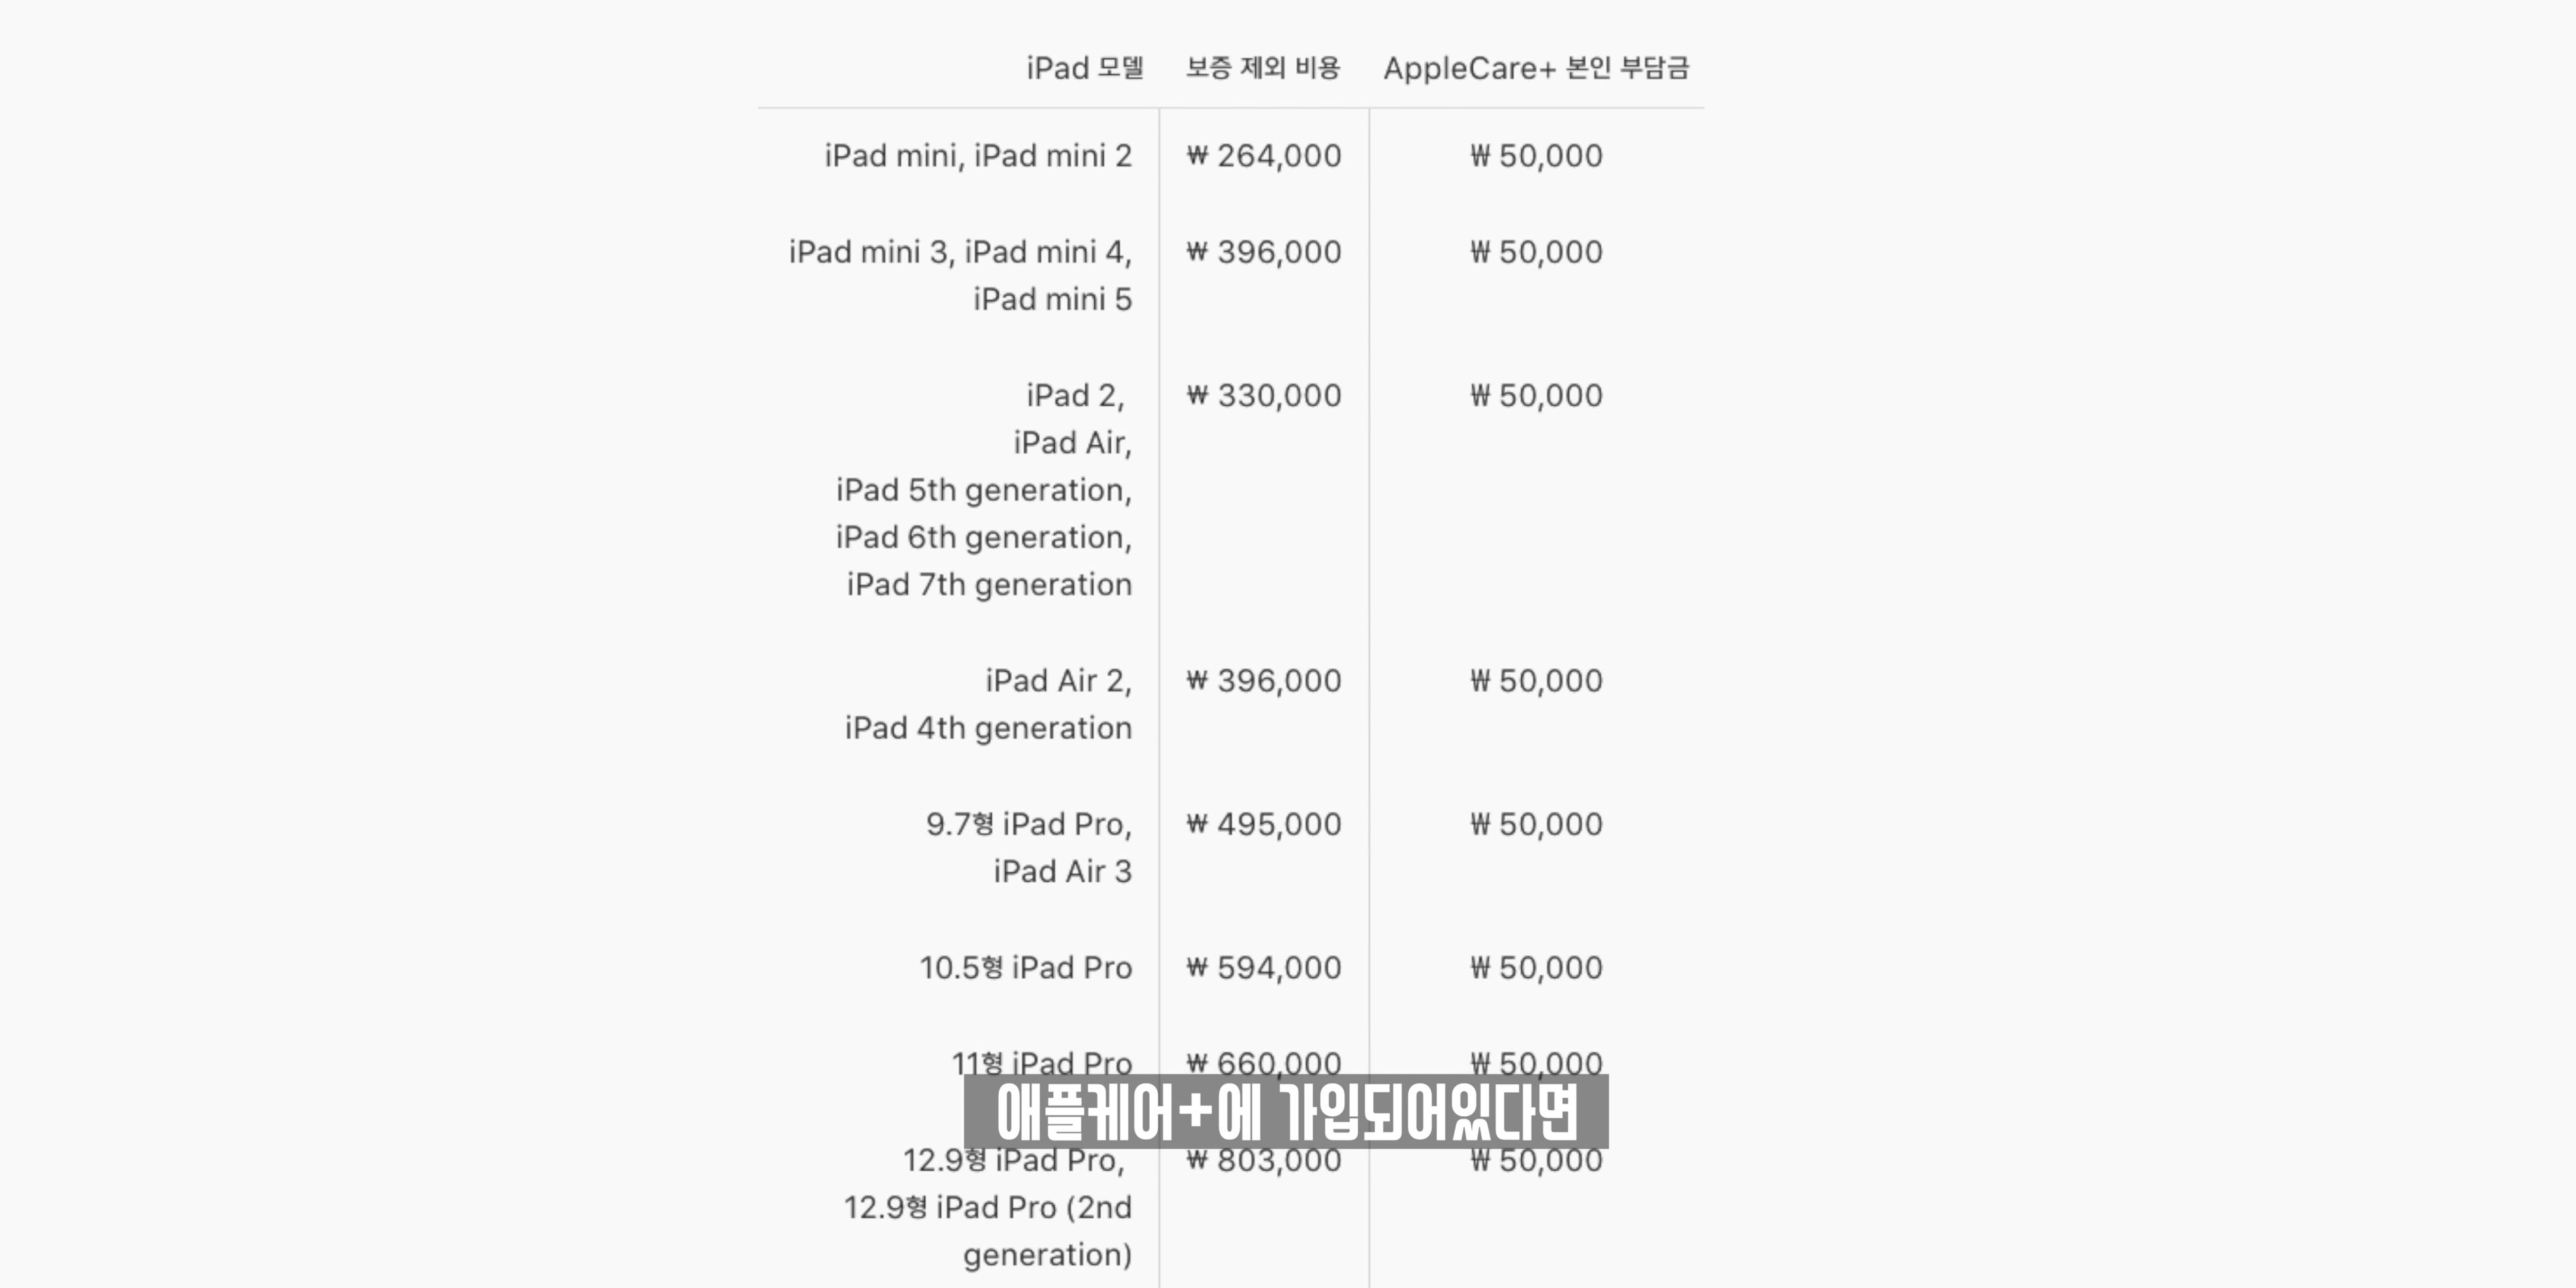 iPad 모델 보증 제외 비용 AppleCare+ 본인 부담금
iPad mini, iPad mini 2 ₩ 264,000 ₩ 50,000
iPad mini 3, iPad mini 4, ₩ 396,000 ₩ 50,000
iPad mini 5
iPad 2, ₩ 330,000 ₩ 50,000
iPad Air,
iPad 5th generation,
iPad 6th generation,
iPad 7th generation
iPad Air 2, ₩ 396,000 ₩ 50,000
iPad 4th generation
9.7형 iPad Pro, ₩ 495,000 ₩ 50,000
iPad Air 3
10.5형 iPad Pro ₩ 594,000 ₩ 50,000
11형 iPad Pro ₩ 660,000 ₩ 50,000
애플케어+에 가입되어있다면
12.9형 iPad Pro, ₩ 803,000 ₩ 50,000
12.9형 iPad Pro (2nd
generation)